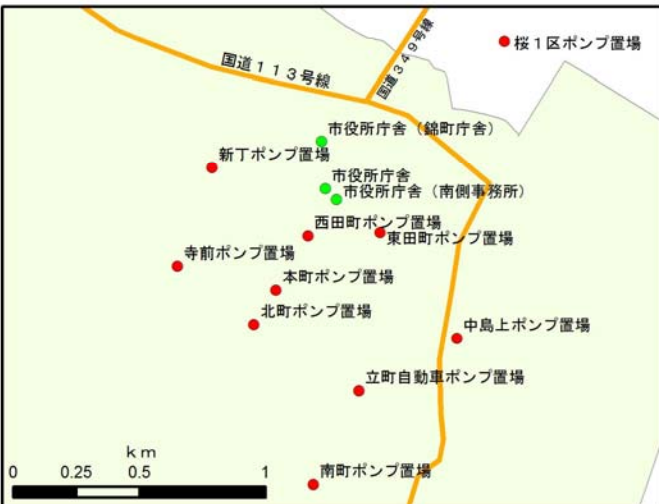 桜１区ポンプ置場
国道３４９号線
国道１１３号線
市役所庁舎（錦町庁舎）
新丁ポンプ置場
市役所庁舎
市役所庁舎（南側事務所）
西田町ポンプ置場
東田町ポンプ置場
寺前ポンプ置場
本町ポンプ置場
北町ポンプ置場
中島上ポンプ置場
立町自動車ポンプ置場
ｋｍ
0 0.25 0.5 1
南町ポンプ置場